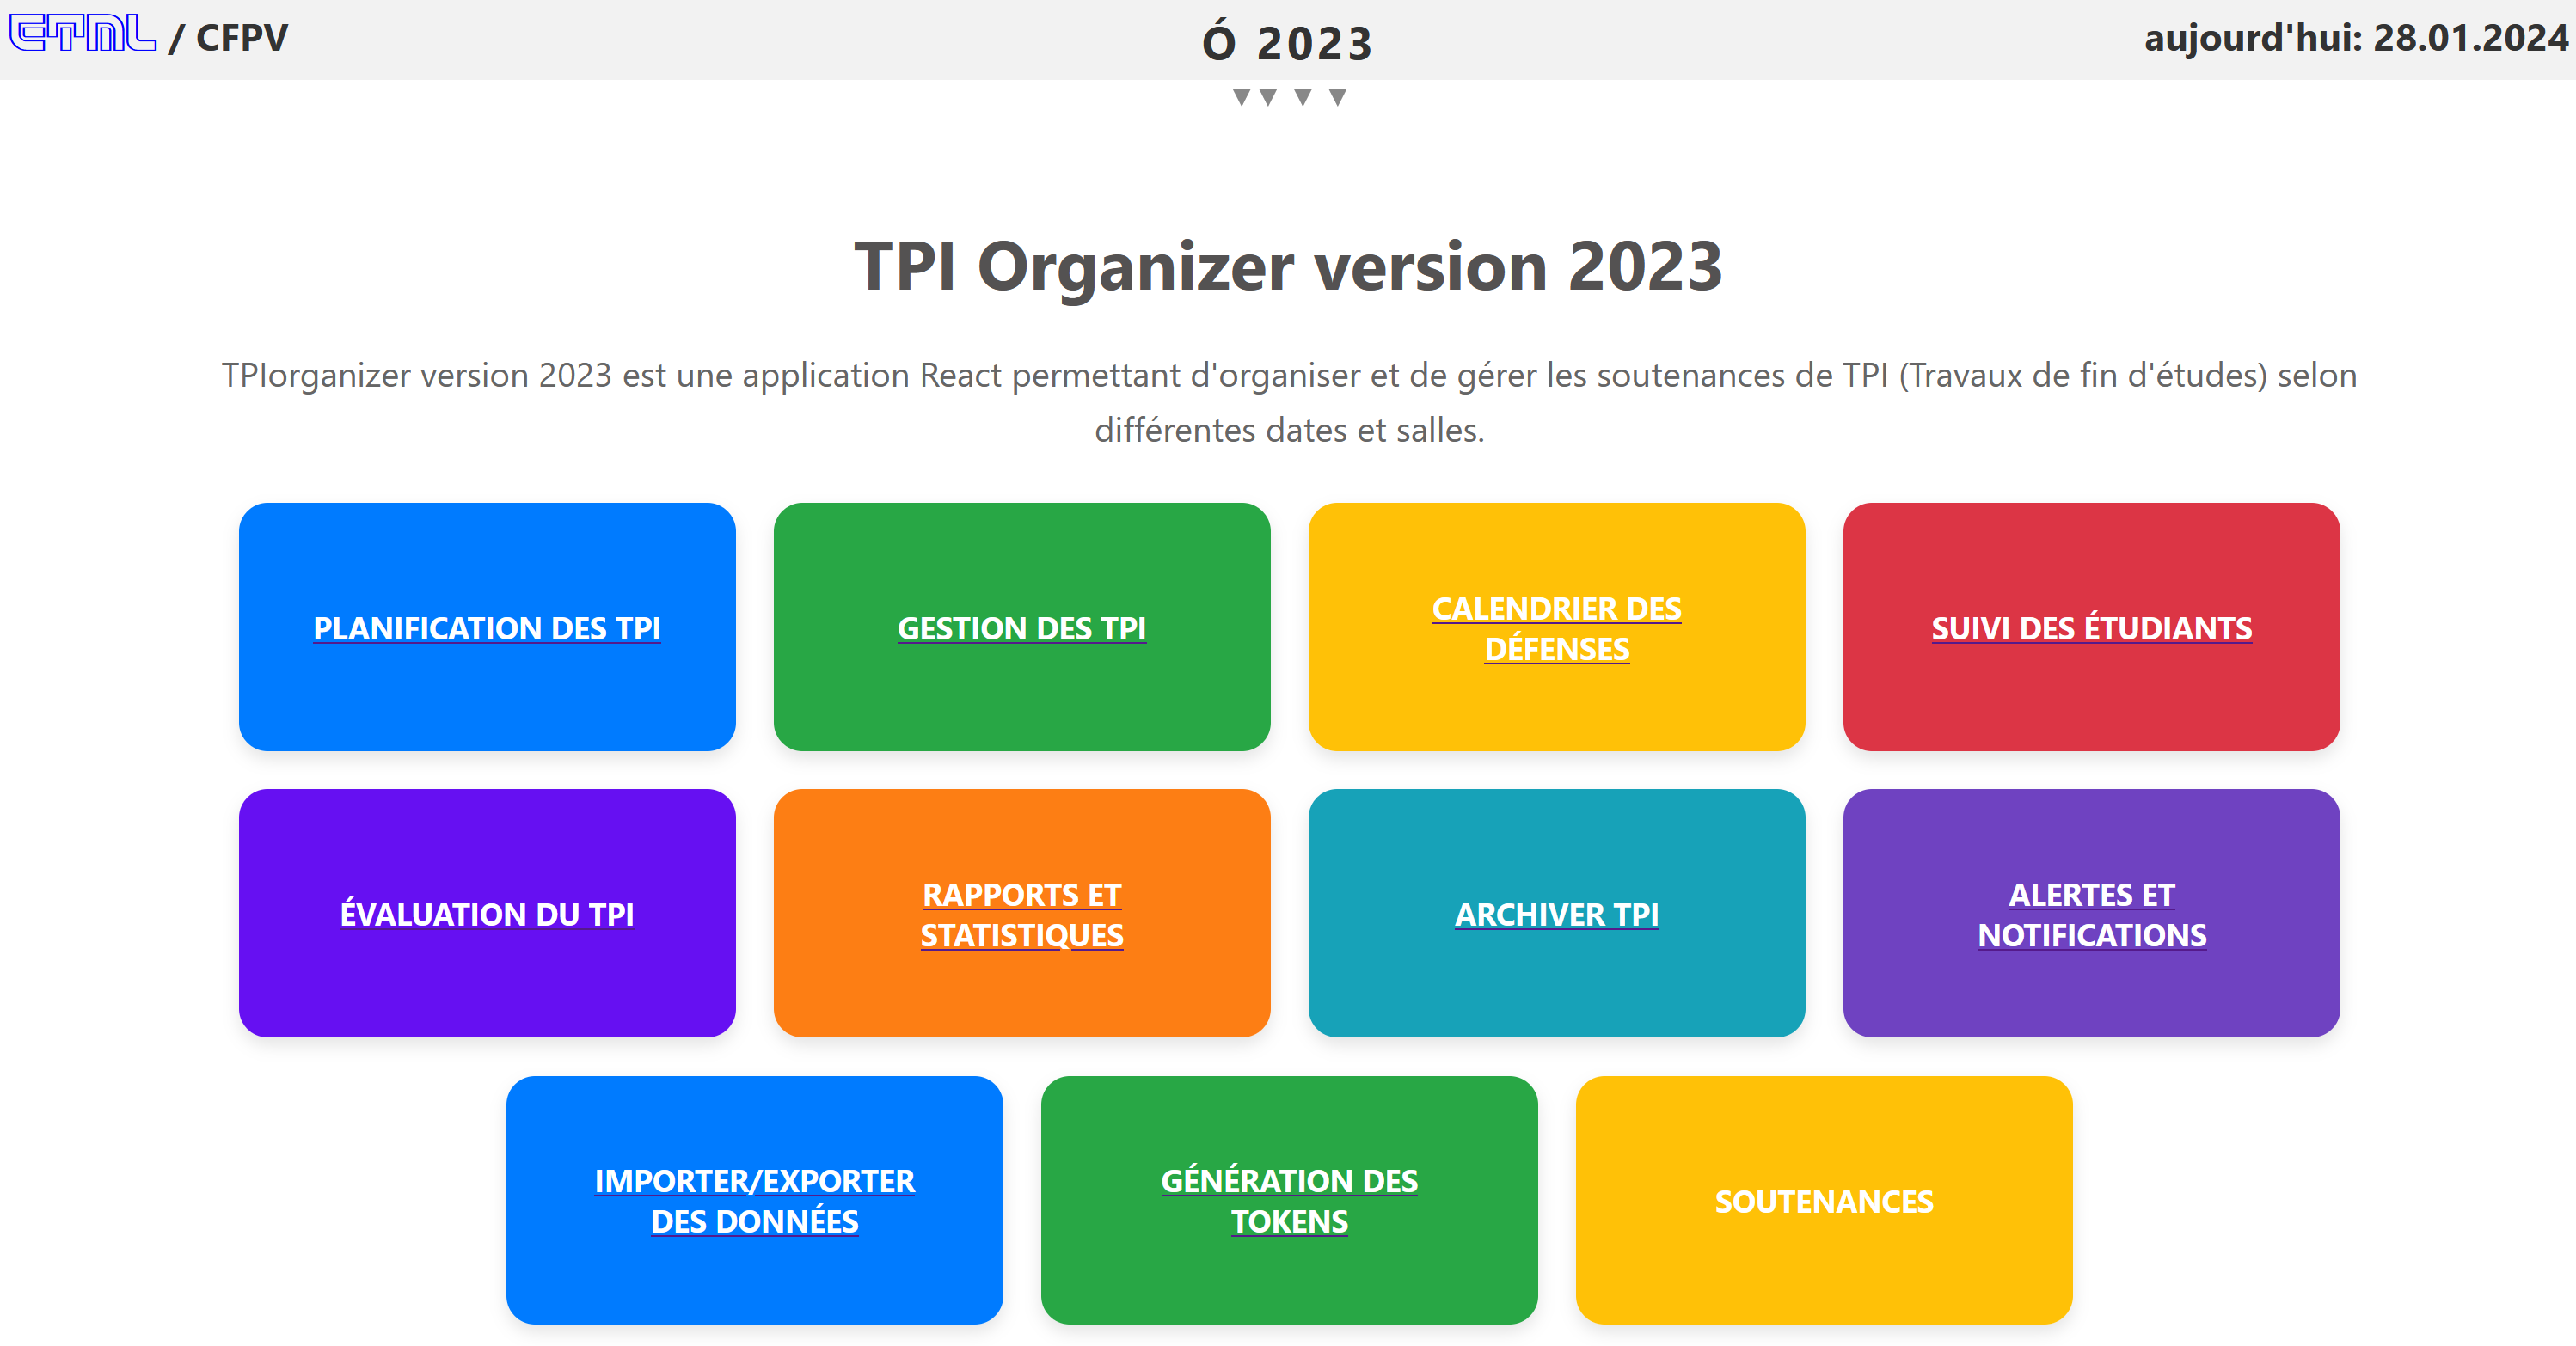 ETML / CFPV
Ó 2023
aujourd'hui: 28.01.2024
TPI Organizer version 2023
TPIorganizer version 2023 est une application React permettant d'organiser et de gérer les soutenances de TPI (Travaux de fin d'études) selon
différentes dates et salles.
PLANIFICATION DES TPI
GESTION DES TPI
CALENDRIER DES
DÉFENSES
SUIVI DES ÉTUDIANTS
ÉVALUATION DU TPI
RAPPORTS ET
STATISTIQUES
ARCHIVER TPI
ALERTES ET
NOTIFICATIONS
IMPORTER/EXPORTER
DES DONNÉES
GÉNÉRATION DES
TOKENS
SOUTENANCES